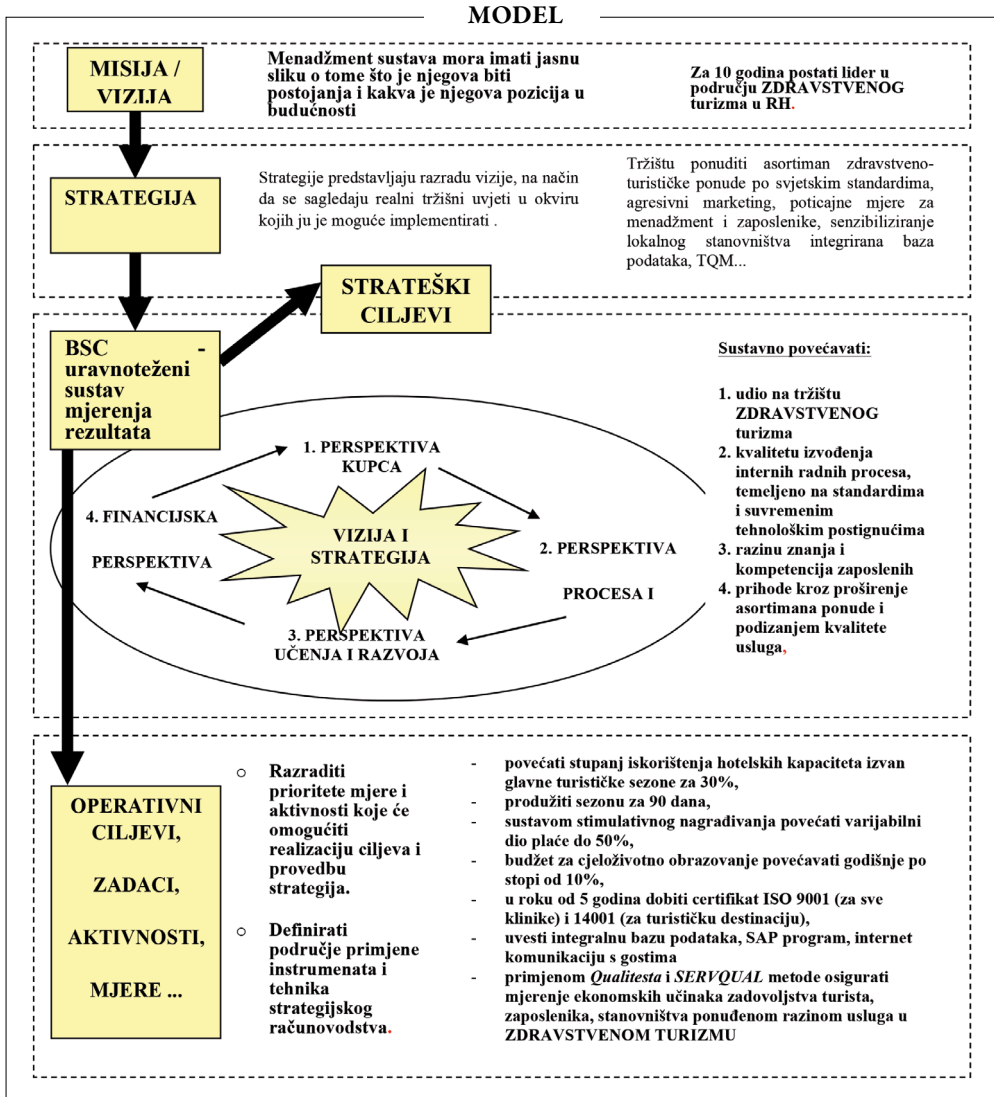 MODEL
MISIJA /
VIZIJA
Menadžment sustava mora imati jasnu
sliku o tome što je njegova biti
postojanja i kakva je njegova pozicija u
budućnosti
Za 10 godina postati lider u
području ZDRAVSTVENOG
turizma u RH.
STRATEGIJA
Strategije predstavljaju razradu vizije, na način
da se sagledaju realni tržišni uvjeti u okviru
kojih ju je moguće implementirati .
Tržištu ponuditi asortiman zdravstveno-
turističke ponude po svjetskim standardima,
agresivni marketing, poticajne mjere za
menadžment i zaposlenike, senzibiliziranje
lokalnog stanovništva integrirana baza
podataka, TQM...
STRATEŠKI
CILJEVI
BSC -
uravnoteženi
sustav
mjerenja
rezultata
1. PERSPEKTIVA
KUPCA
4. FINANCIJSKA
PERSPEKTIVA
VIZIJA I
STRATEGIJA
2. PERSPEKTIVA
PROCESA I
3. PERSPEKTIVA
UČENJA I RAZVOJA
Sustavno povećavati:
1. udio na tržištu
ZDRAVSTVENOG
turizma
2. kvalitetu izvođenja
internih radnih procesa,
temeljeno na standardima
i suvremenim
tehnološkim postignućima
3. razinu znanja i
kompetencija zaposlenih
4. prihode kroz proširenje
asortimana ponude i
podizanjem kvalitete
usluga,
OPERATIVNI
CILJEVI,
ZADACI,
AKTIVNOSTI,
MJERE ...
o Razraditi
prioritete mjere i
aktivnosti koje će
omogućiti
realizaciju ciljeva i
provedbu
strategija.
o Definirati
područje primjene
instrumenata i
tehnika
strategijskog
računovodstva.
- povećati stupanj iskorištenja hotelskih kapaciteta izvan
glavne turističke sezone za 30%,
- produžiti sezonu za 90 dana,
- sustavom stimulativnog nagrađivanja povećati varijabilni
dio plaće do 50%,
- budžet za cjeloživotno obrazovanje povećavati godišnje po
stopi od 10%,
- u roku od 5 godina dobiti certifikat ISO 9001 (za sve
klinike) i 14001 (za turističku destinaciju),
- uvesti integralnu bazu podataka, SAP program, internet
komunikaciju s gostima
- primjenom Qualitesta i SERVQUAL metode osigurati
mjerenje ekonomskih učinaka zadovoljstva turista,
zaposlenika, stanovništva ponuđenom razinom usluga u
ZDRAVSTVENOM TURIZMU